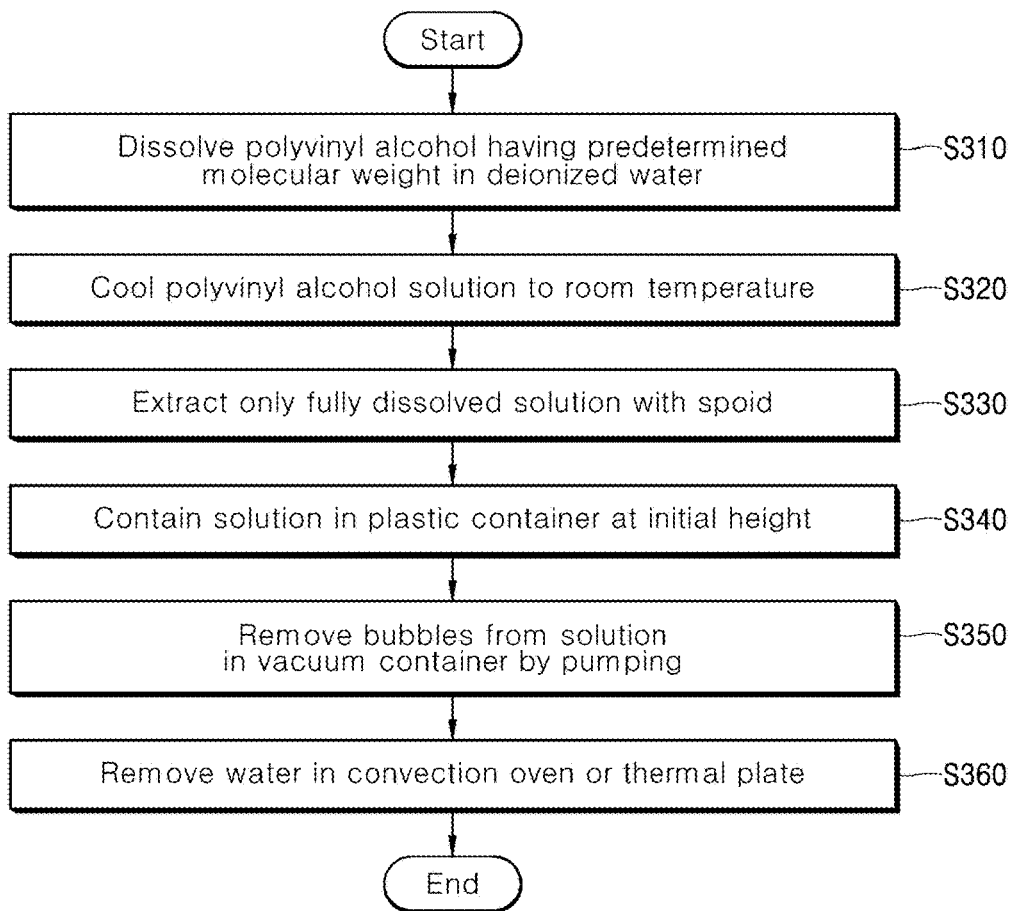 Start
Dissolve polyvinyl alcohol having predetermined
molecular weight in deionized water
S310
Cool polyvinyl alcohol solution to room temperature
S320
Extract only fully dissolved solution with spoid
S330
Contain solution in plastic container at initial height
S340
Remove bubbles from solution
in vacuum container by pumping
S350
Remove water in convection oven or thermal plate
S360
End